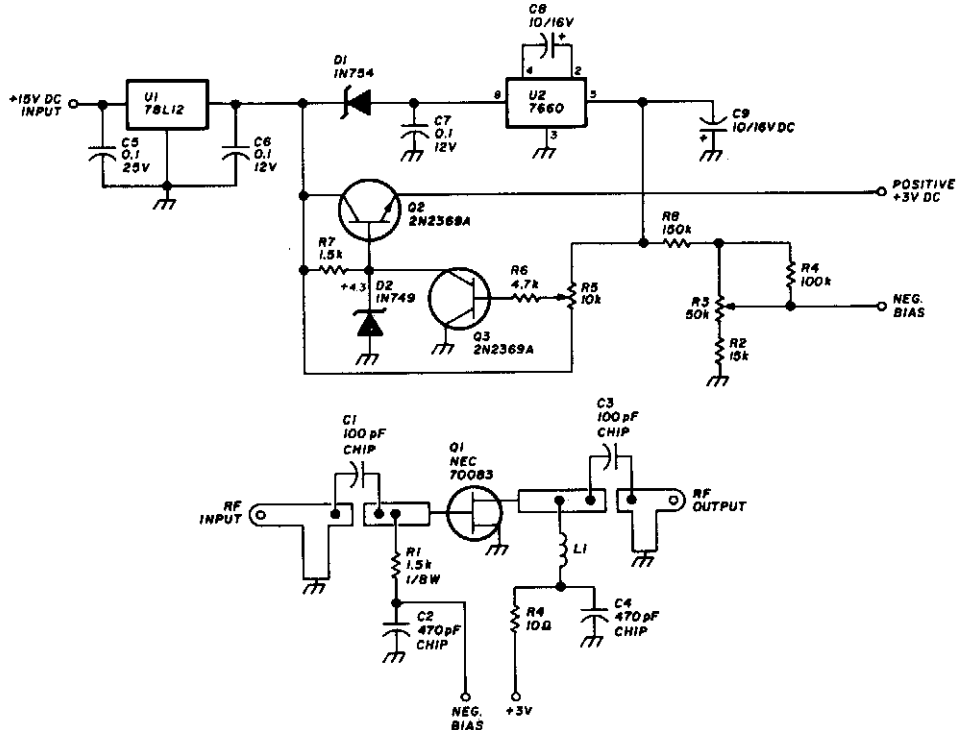 C8
10/16V
+
D1
1N754
4
2
+15V DC
INPUT
U1
78L12
8
U2
7660
5
3
C5
0.1
25V
C6
0.1
12V
C7
0.1
12V
C9
10/16V DC
+
Q2
2N2369A
POSITIVE
+3V DC
R7
1.5k
+4.3
D2
1N749
Q3
2N2369A
R6
4.7k
R5
10k
R8
150k
R3
50k
R4
100k
R2
15k
NEG.
BIAS
C1
100 pF
CHIP
Q1
NEC
70083
C3
100 pF
CHIP
RF
INPUT
RF
OUTPUT
R1
1.5k
1/8W
L1
C2
470pF
CHIP
R4
10Ω
C4
470 pF
CHIP
NEG.
BIAS
+3V